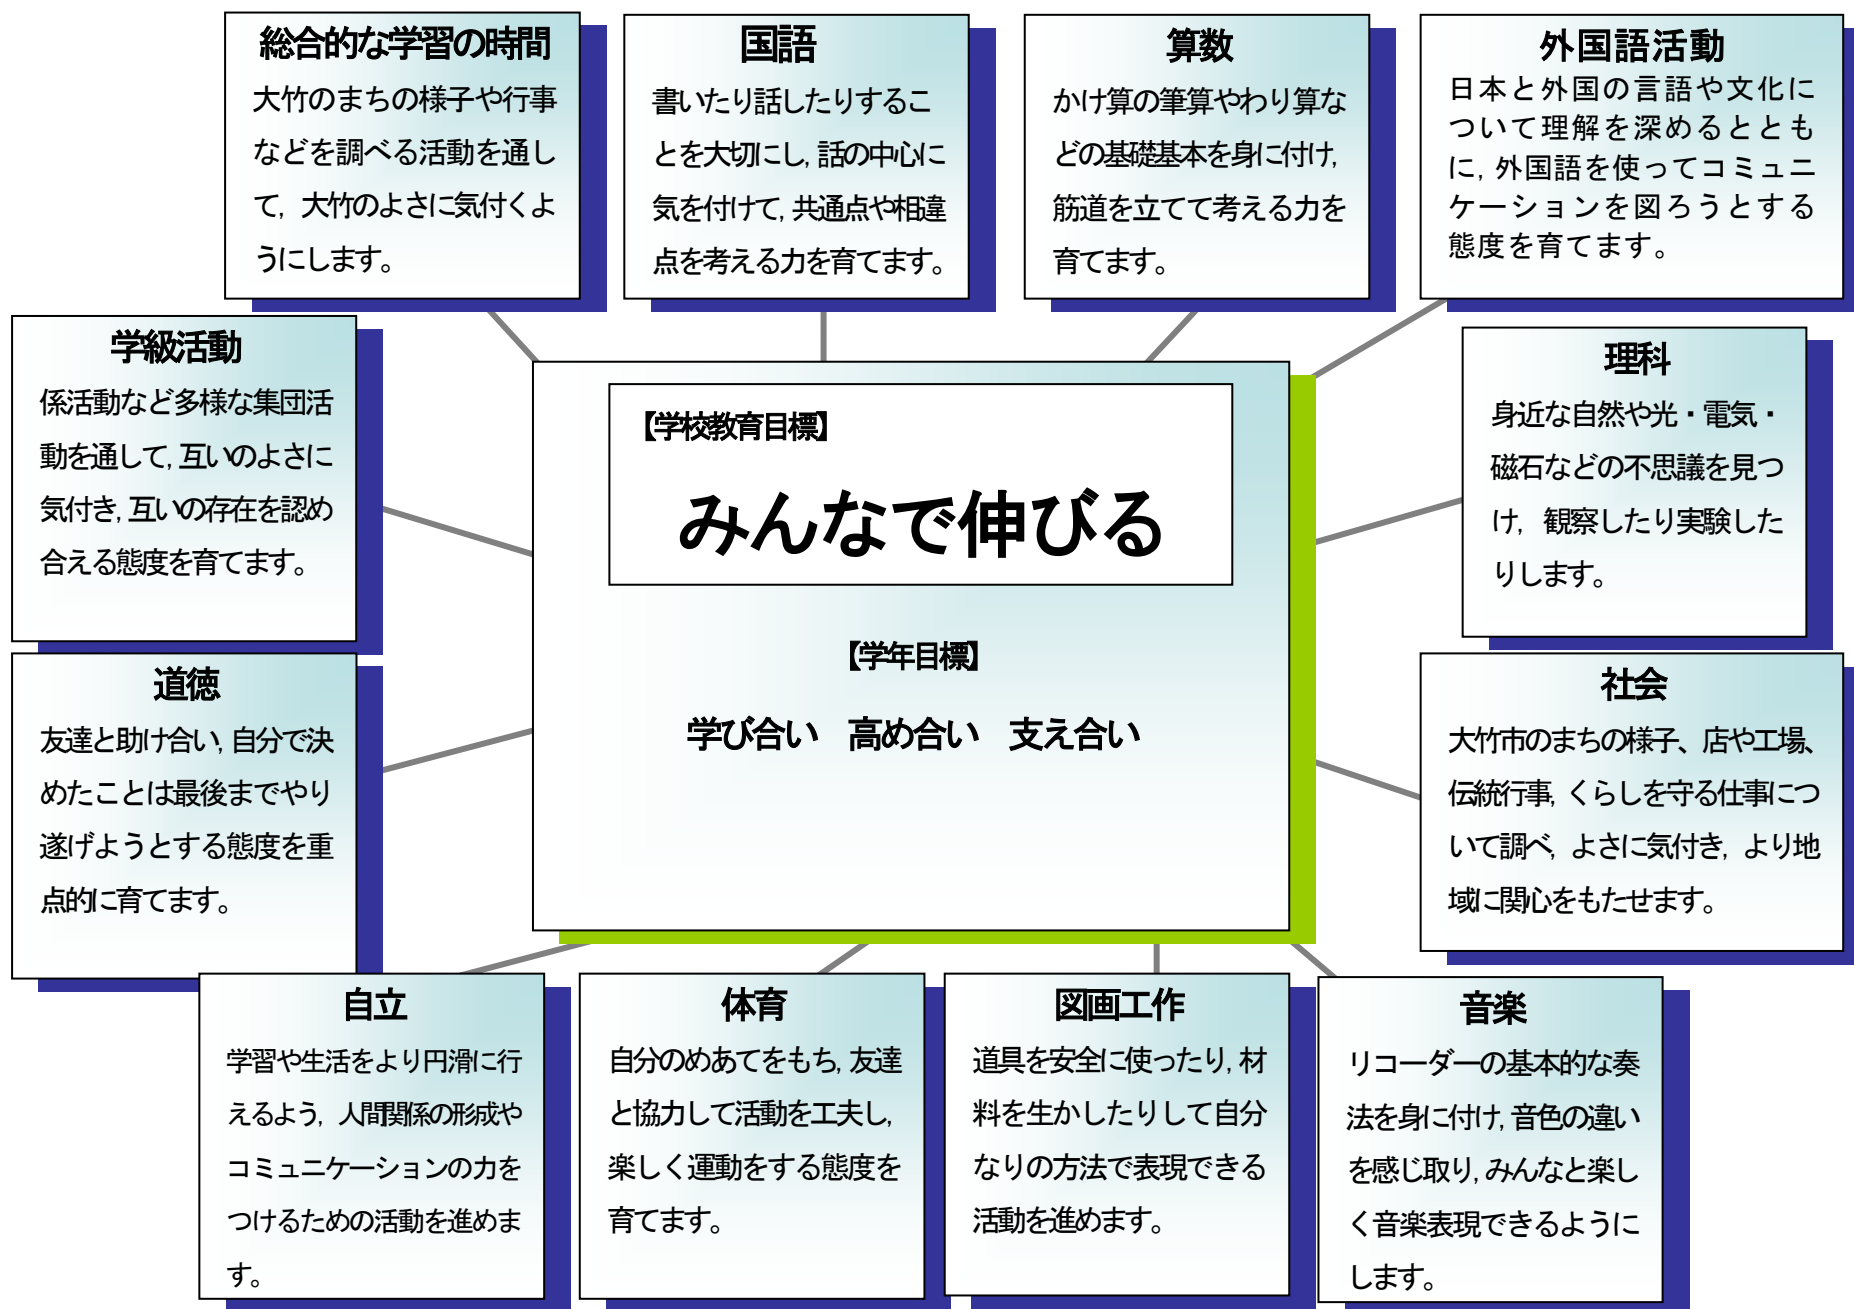 総合的な学習の時間
大竹のまちの様子や行事
などを調べる活動を通し
て，大竹のよさに気付くよ
うにします。
国語
書いたり話したりするこ
とを大切にし，話の中心に
気を付けて，共通点や相違
点を考える力を育てます。
算数
かけ算の筆算やわり算な
どの基礎基本を身に付け，
筋道を立てて考える力を
育てます。
外国語活動
日本と外国の言語や文化に
ついて理解を深めるととも
に，外国語を使ってコミュニ
ケーションを図ろうとする
態度を育てます。
学級活動
係活動など多様な集団活
動を通して，互いのよさに
気付き，互いの存在を認め
合える態度を育てます。
【学校教育目標】
みんなで伸びる
【学年目標】
学び合い　高め合い　支え合い
理科
身近な自然や光・電気・
磁石などの不思議を見つ
け，観察したり実験した
りします。
道徳
友達と助け合い，自分で決
めたことは最後までやり
遂げようとする態度を重
点的に育てます。
社会
大竹市のまちの様子、店や工場、
伝統行事，くらしを守る仕事につ
いて調べ，よさに気付き，より地
域に関心をもたせます。
自立
学習や生活をより円滑に行
えるよう，人間関係の形成や
コミュニケーションの力を
つけるための活動を進めま
す。
体育
自分のめあてをもち，友達
と協力して活動を工夫し，
楽しく運動をする態度を
育てます。
図画工作
道具を安全に使ったり，材
料を生かしたりして自分
なりの方法で表現できる
活動を進めます。
音楽
リコーダーの基本的な奏
法を身に付け，音色の違い
を感じ取り，みんなと楽し
く音楽表現できるように
します。